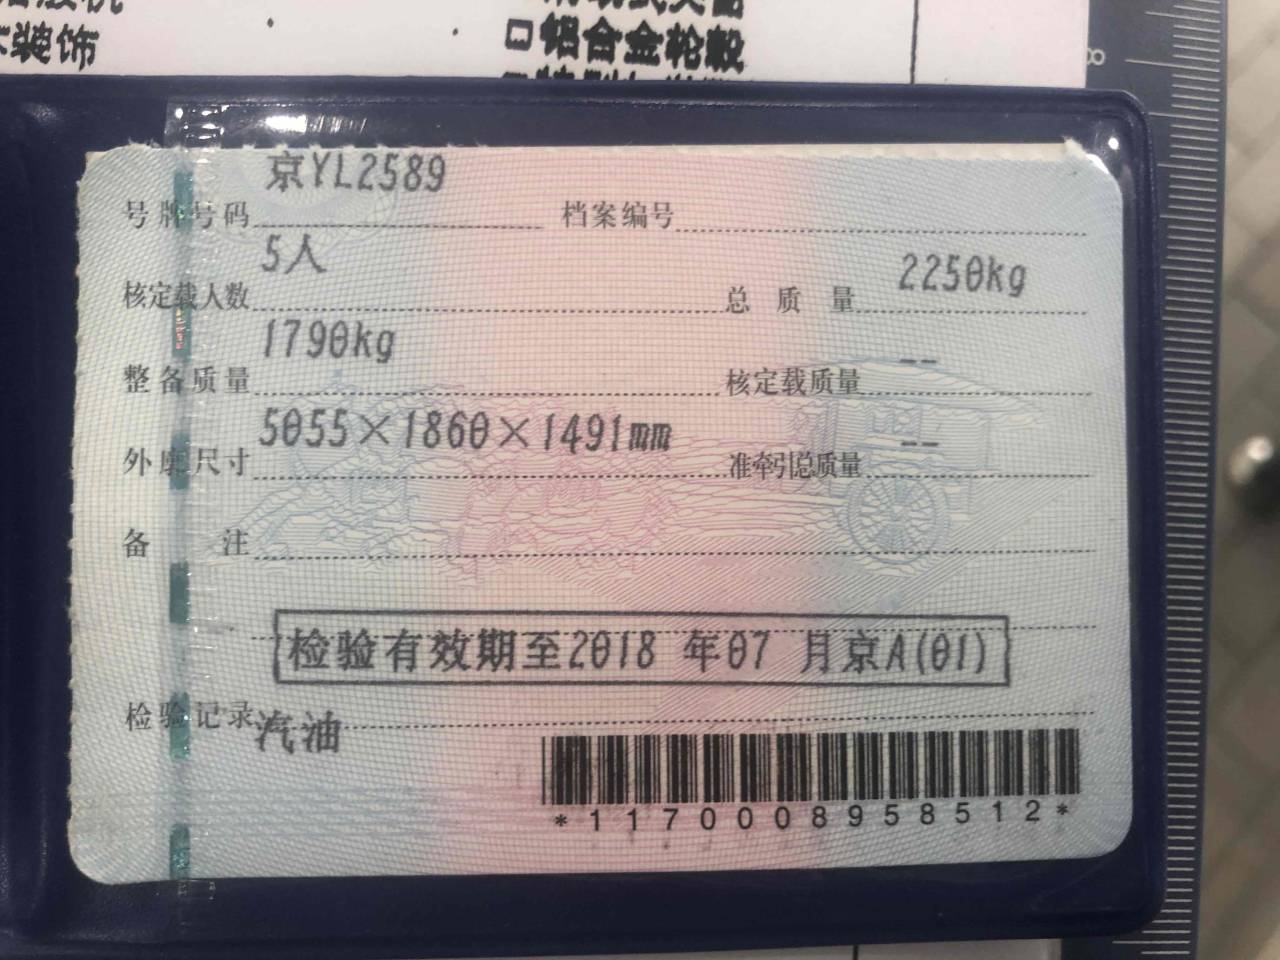 装饰
口铝合金轮毂
8
京YL2589
号牌号码 档案编号
5人
核定载人数 总质量 2250kg
1790kg
整备质量 核定载质量 --
5055×1860×1491mm
外廓尺寸 准牵引总质量 --
备注
检验有效期至2018 年07 月京A(01)
检验记录 汽油
*1170008958512*